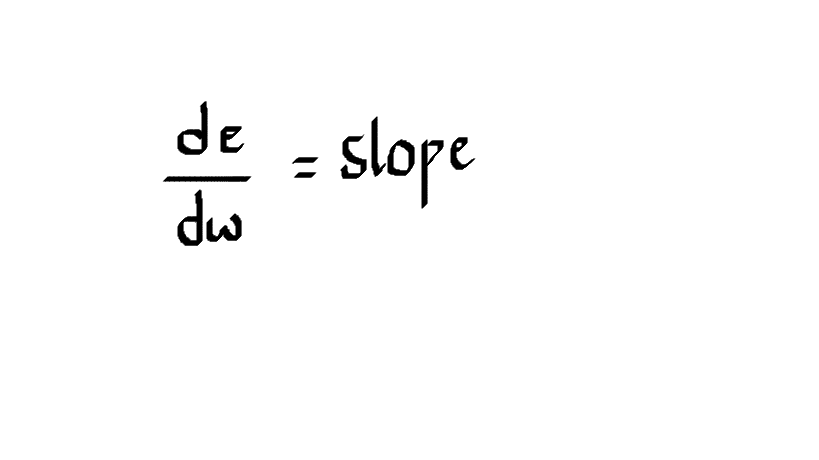 de
dw
= slope